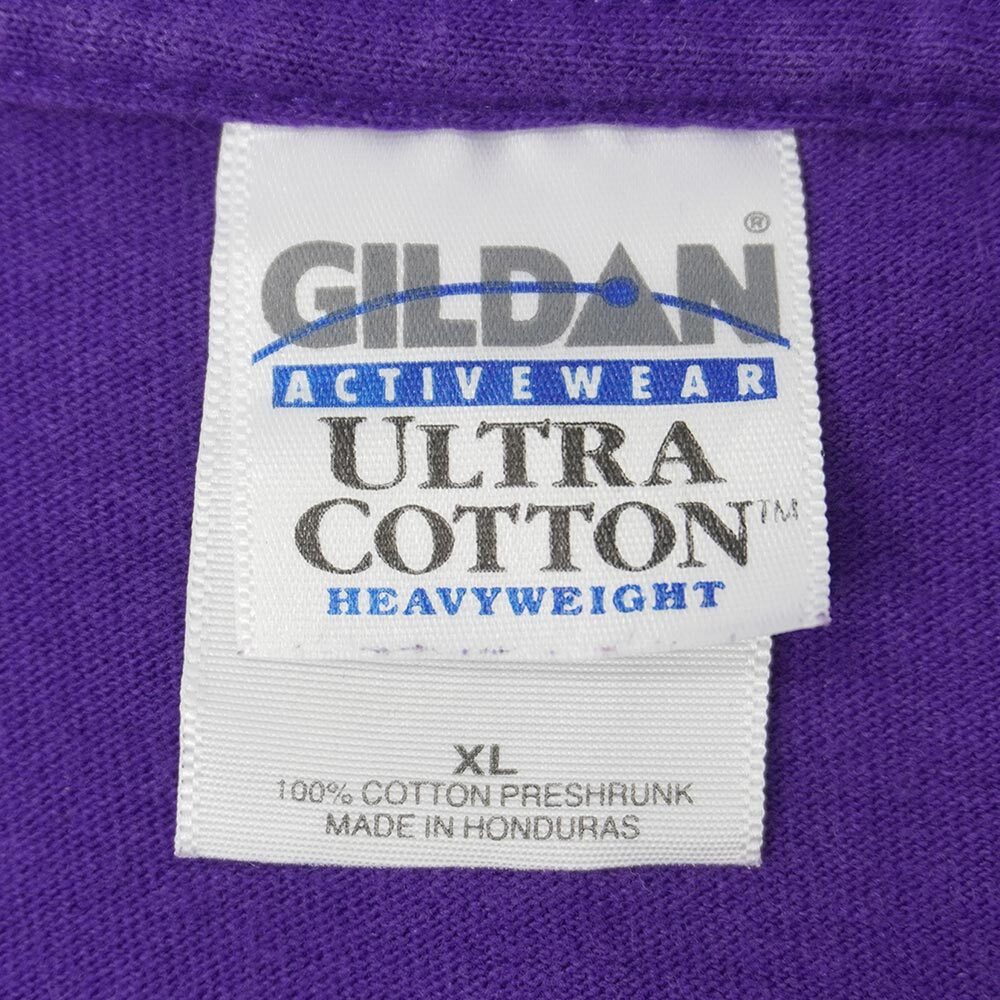 GILDAN®
ACTIVEWEAR
ULTRA
COTTON™
HEAVYWEIGHT
XL
100% COTTON PRESHRUNK
MADE IN HONDURAS